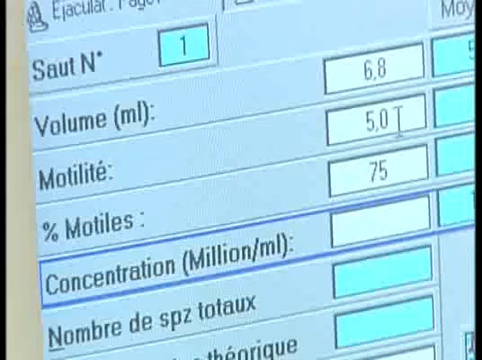 Ejaculat :
Moy
Saut N° 1
Volume (ml): 6,8
Motilité: 5,0
% Motiles : 75
Concentration (Million/ml):
Nombre de spz totaux
théorique